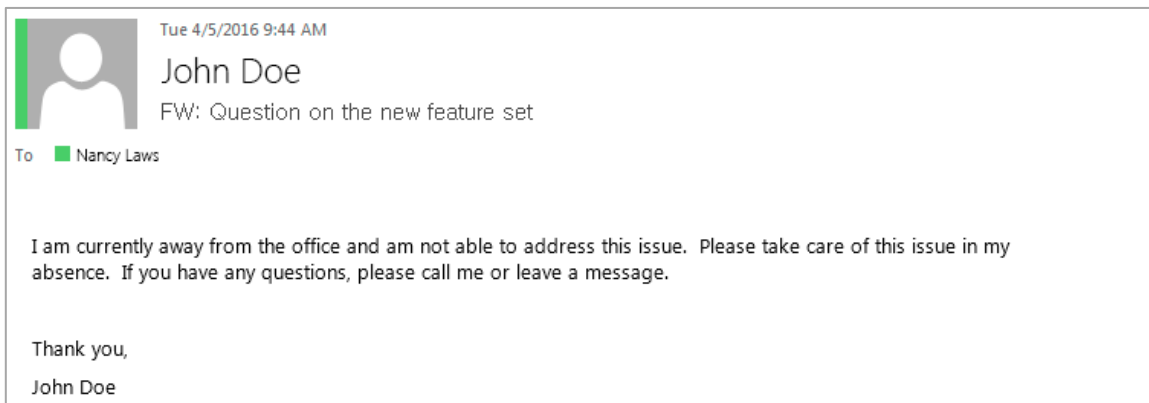 Tue 4/5/2016 9:44 AM
John Doe
FW: Question on the new feature set
To Nancy Laws
I am currently away from the office and am not able to address this issue.  Please take care of this issue in my
absence.  If you have any questions, please call me or leave a message.
Thank you,
John Doe